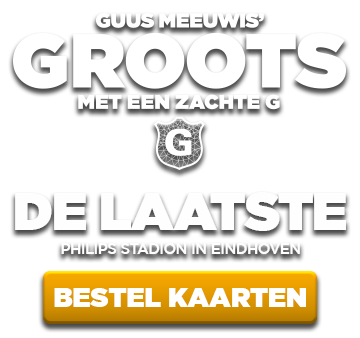 GUUS MEEUWIS'
GROOTS
MET EEN ZACHTE G
G
DE LAATSTE
PHILIPS STADION IN EINDHOVEN
BESTEL KAARTEN